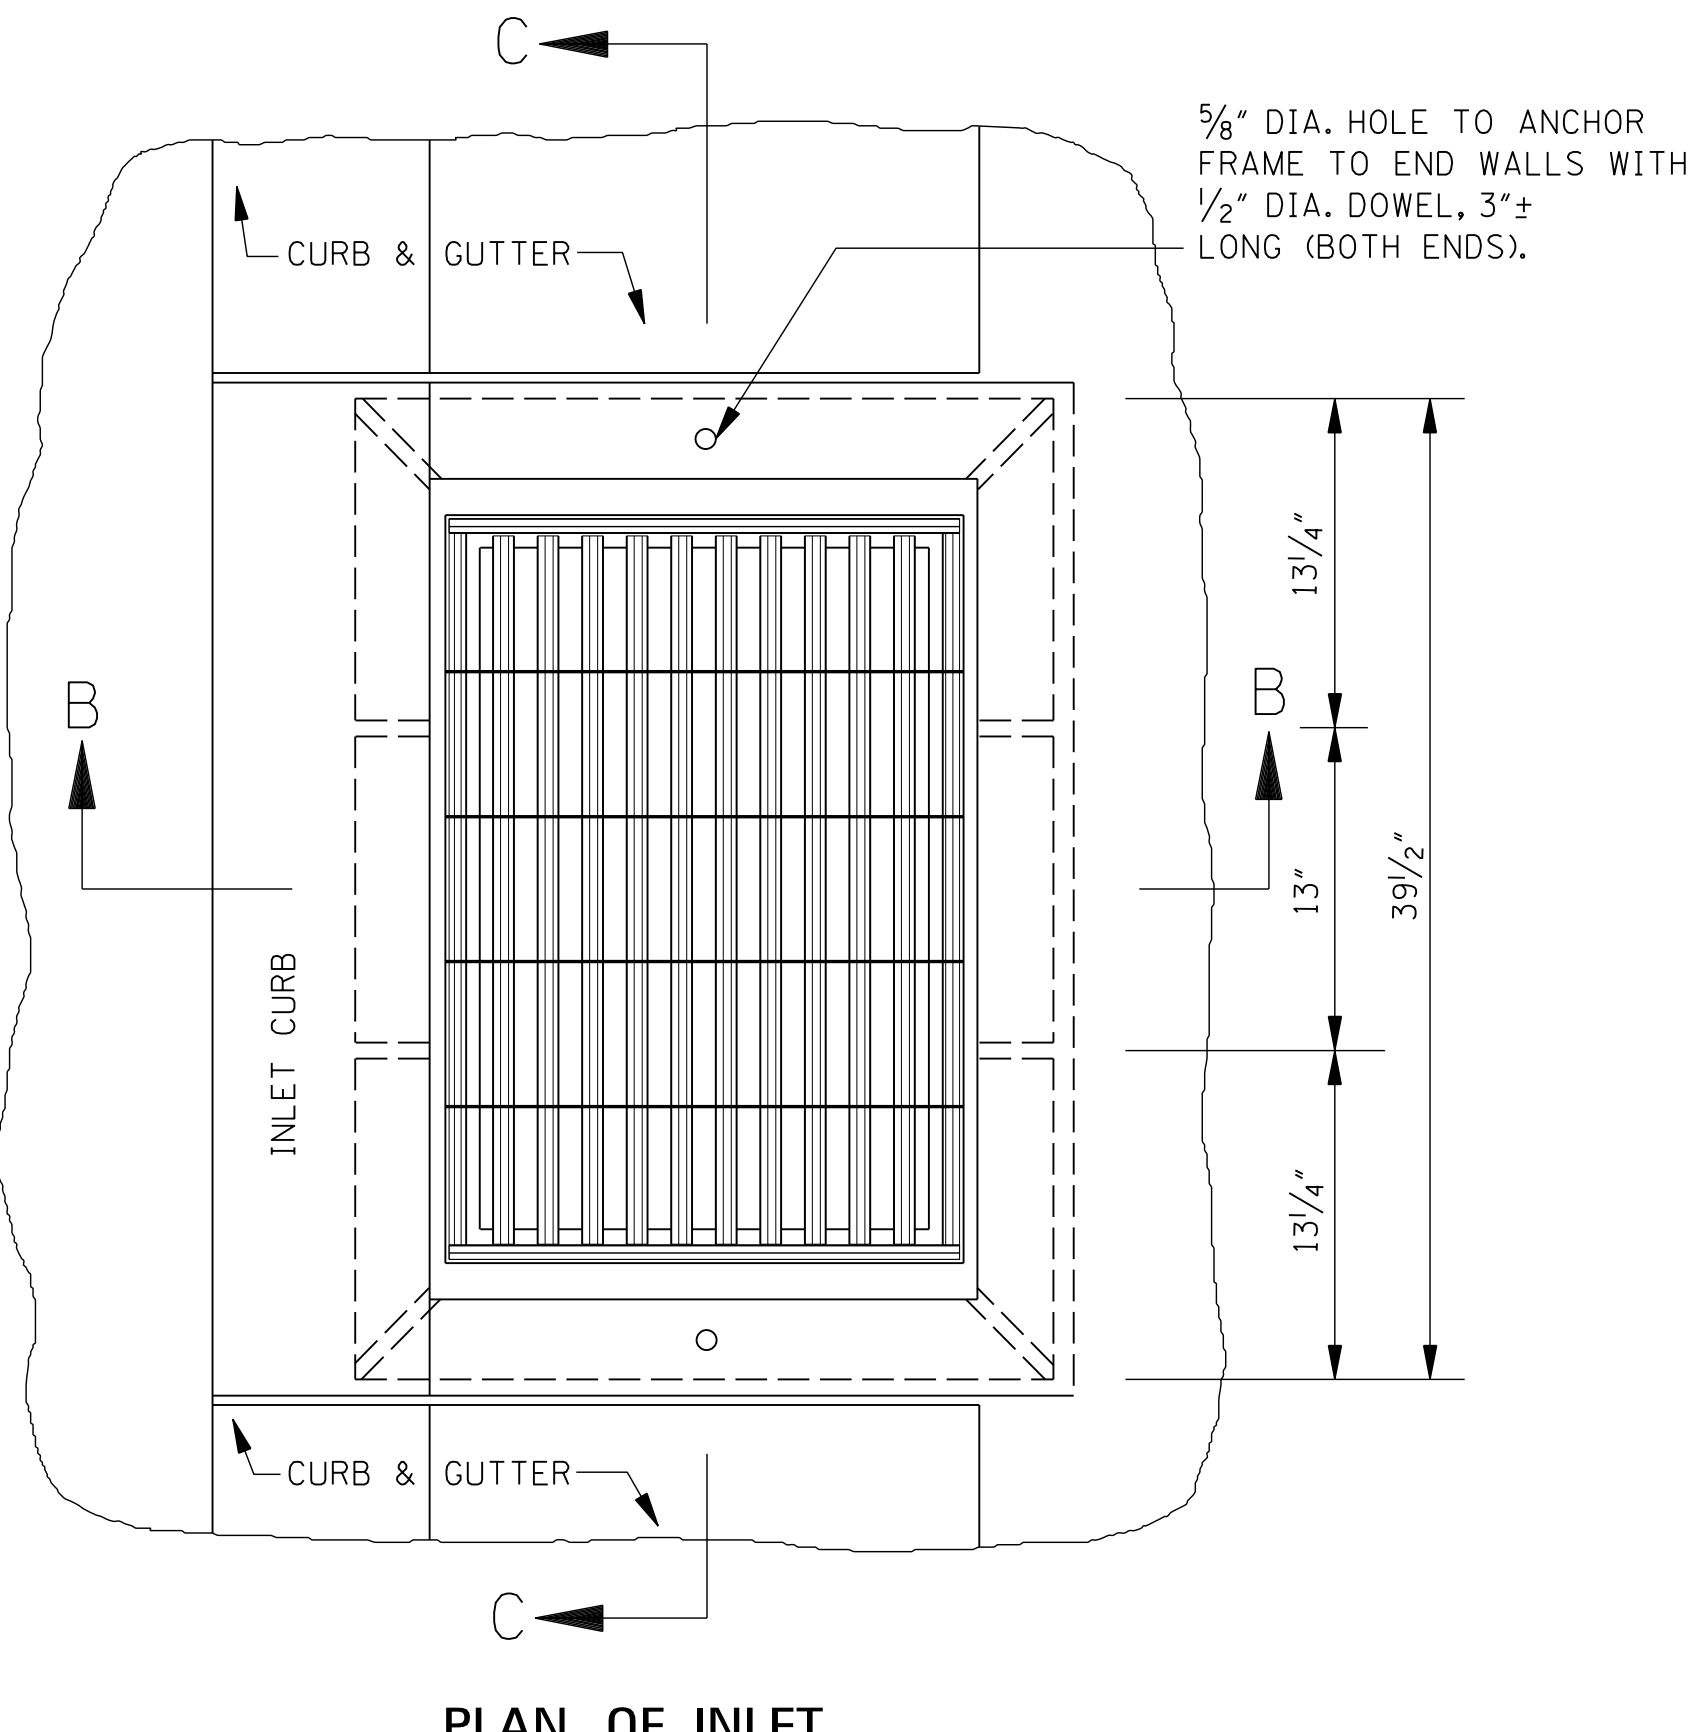 C
5/8" DIA. HOLE TO ANCHOR
FRAME TO END WALLS WITH
1/2" DIA. DOWEL, 3"±
LONG (BOTH ENDS).
CURB & GUTTER
13 1/4"
B
B
13"
39 1/2"
INLET CURB
13 1/4"
CURB & GUTTER
C
PLAN OF INLET